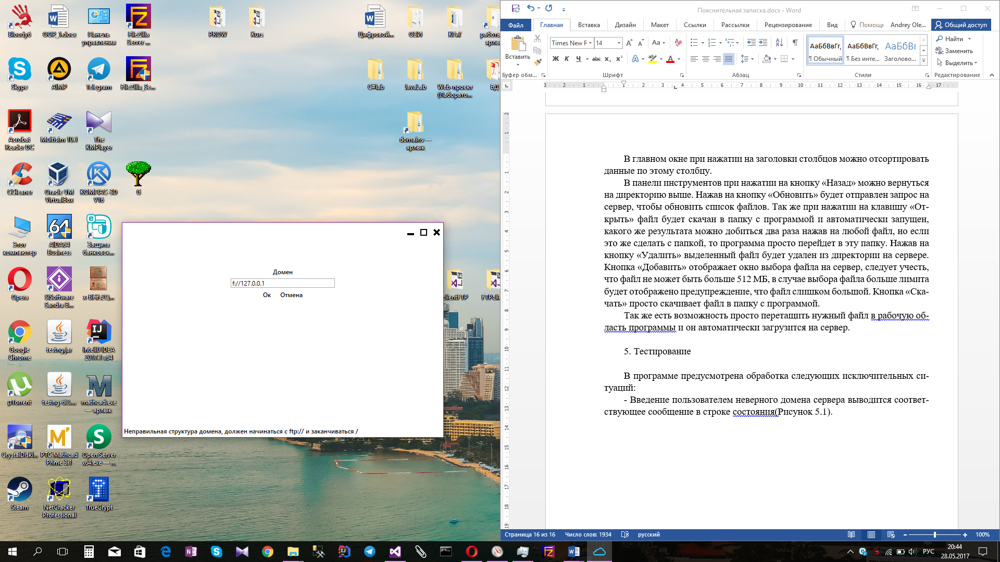 Bloody6
OOP_1.docx
Панель
управления
FileZilla
Server ...
PROW
Kurs
Цифровой...
ОЗИ
КГиГ
Skype
AIMP
Telegram
FileZilla_Se...
C#lab
JavaLab
Web-проект
(Лаборато...
Acrobat
Reader DC
Multisim 10.1
The
KMPlayer
domains —
ярлык
CCleaner
Oracle VM
VirtualBox
КОМПАС-3D
V16
G
Этот
компьютер
AIDA64
Business
Защита
банковск...
Opera
SiSoftware
Sandra B...
x-BHfs2Q...
Google
Chrome
testng.jar
IntelliJ IDEA
2017.1 x64
µTorrent
testng-6.8....
mathcad.exe
— ярлык
CrystalDiskI...
PTC Mathcad
Prime 3.1
Open Server
x64.exe — ...
Steam
NetCracker
Professional
TrueCrypt
Домен
f://127.0.0.1
Ок Отмена
Неправильная структура домена, должен начинаться с ftp:// и заканчиваться /
Пояснительная записка.docx - Word
Файл Главная Вставка Дизайн Макет Ссылки Рассылки Рецензирование Вид Помощь Andrey Ole... Общий доступ
Вставить
Times New R 14
Ж К Ч abc x₂ x²
АаБбВвГг, АаБбВвГг, АаБбВв
¶ Обычный ¶ Без инте... Заголово...
Найти
Заменить
Выделить
Буфер обм... Шрифт Абзац Стили Редактирование
В главном окне при нажатии на заголовки столбцов можно отсортировать
данные по этому столбцу.
В панели инструментов при нажатии на кнопку «Назад» можно вернуться
на директорию выше. Нажав на кнопку «Обновить» будет отправлен запрос на
сервер, чтобы обновить список файлов. Так же при нажатии на клавишу «От-
крыть» файл будет скачан в папку с программой и автоматически запущен,
какого же результата можно добиться два раза нажав на любой файл, но если
это же сделать с папкой, то программа просто перейдет в эту папку. Нажав на
кнопку «Удалить» выделенный файл будет удален из директории на сервере.
Кнопка «Добавить» отображает окно выбора файла на сервер, следует учесть,
что файл не может быть больше 512 МБ, в случае выбора файла больше лимита
будет отображено предупреждение, что файл слишком большой. Кнопка «Ска-
чать» просто скачивает файл в папку с программой.
Так же есть возможность просто перетащить нужный файл в рабочую об-
ласть программы и он автоматически загрузится на сервер.
5. Тестирование
В программе предусмотрена обработка следующих исключительных си-
туаций:
- Введение пользователем неверного домена сервера выводится соответ-
ствующее сообщение в строке состояния(Рисунок 5.1).
Страница 16 из 16 Число слов: 1934 русский 100%
РУС
20:44
28.05.2017